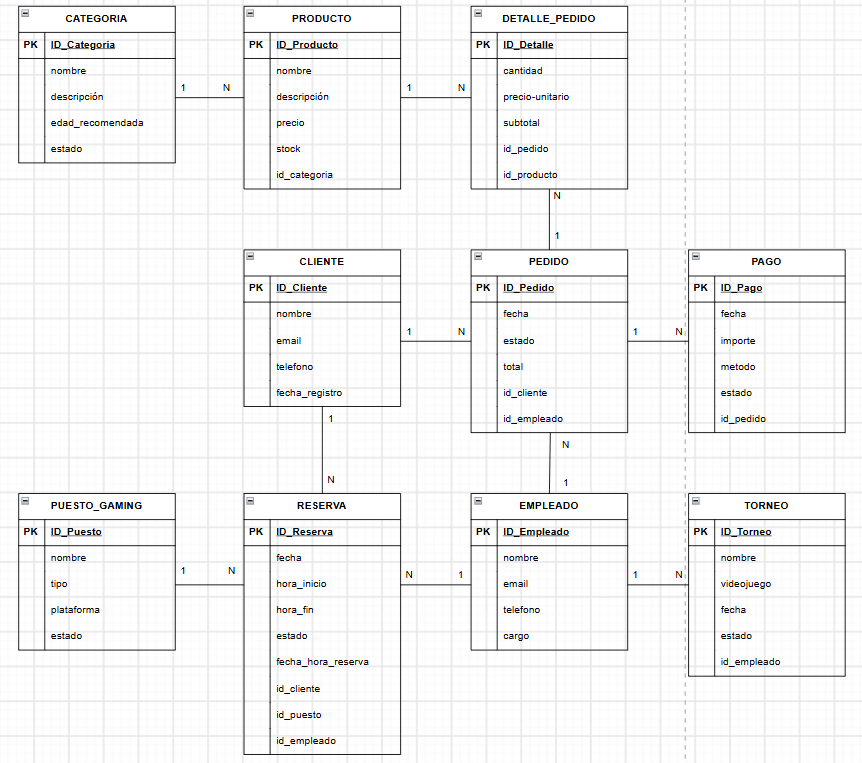 CATEGORIA
PK ID_Categoria
nombre
descripción
edad_recomendada
estado
1 N
PRODUCTO
PK ID_Producto
nombre
descripción
precio
stock
id_categoria
1 N
DETALLE_PEDIDO
PK ID_Detalle
cantidad
precio-unitario
subtotal
id_pedido
id_producto
N
1
CLIENTE
PK ID_Cliente
nombre
email
telefono
fecha_registro
1 N
PEDIDO
PK ID_Pedido
fecha
estado
total
id_cliente
id_empleado
1 N
PAGO
PK ID_Pago
fecha
importe
metodo
estado
id_pedido
1
N
N
1
PUESTO_GAMING
PK ID_Puesto
nombre
tipo
plataforma
estado
1 N
RESERVA
PK ID_Reserva
fecha
hora_inicio
hora_fin
estado
fecha_hora_reserva
id_cliente
id_puesto
id_empleado
N 1
EMPLEADO
PK ID_Empleado
nombre
email
telefono
cargo
1 N
TORNEO
PK ID_Torneo
nombre
videojuego
fecha
estado
id_empleado